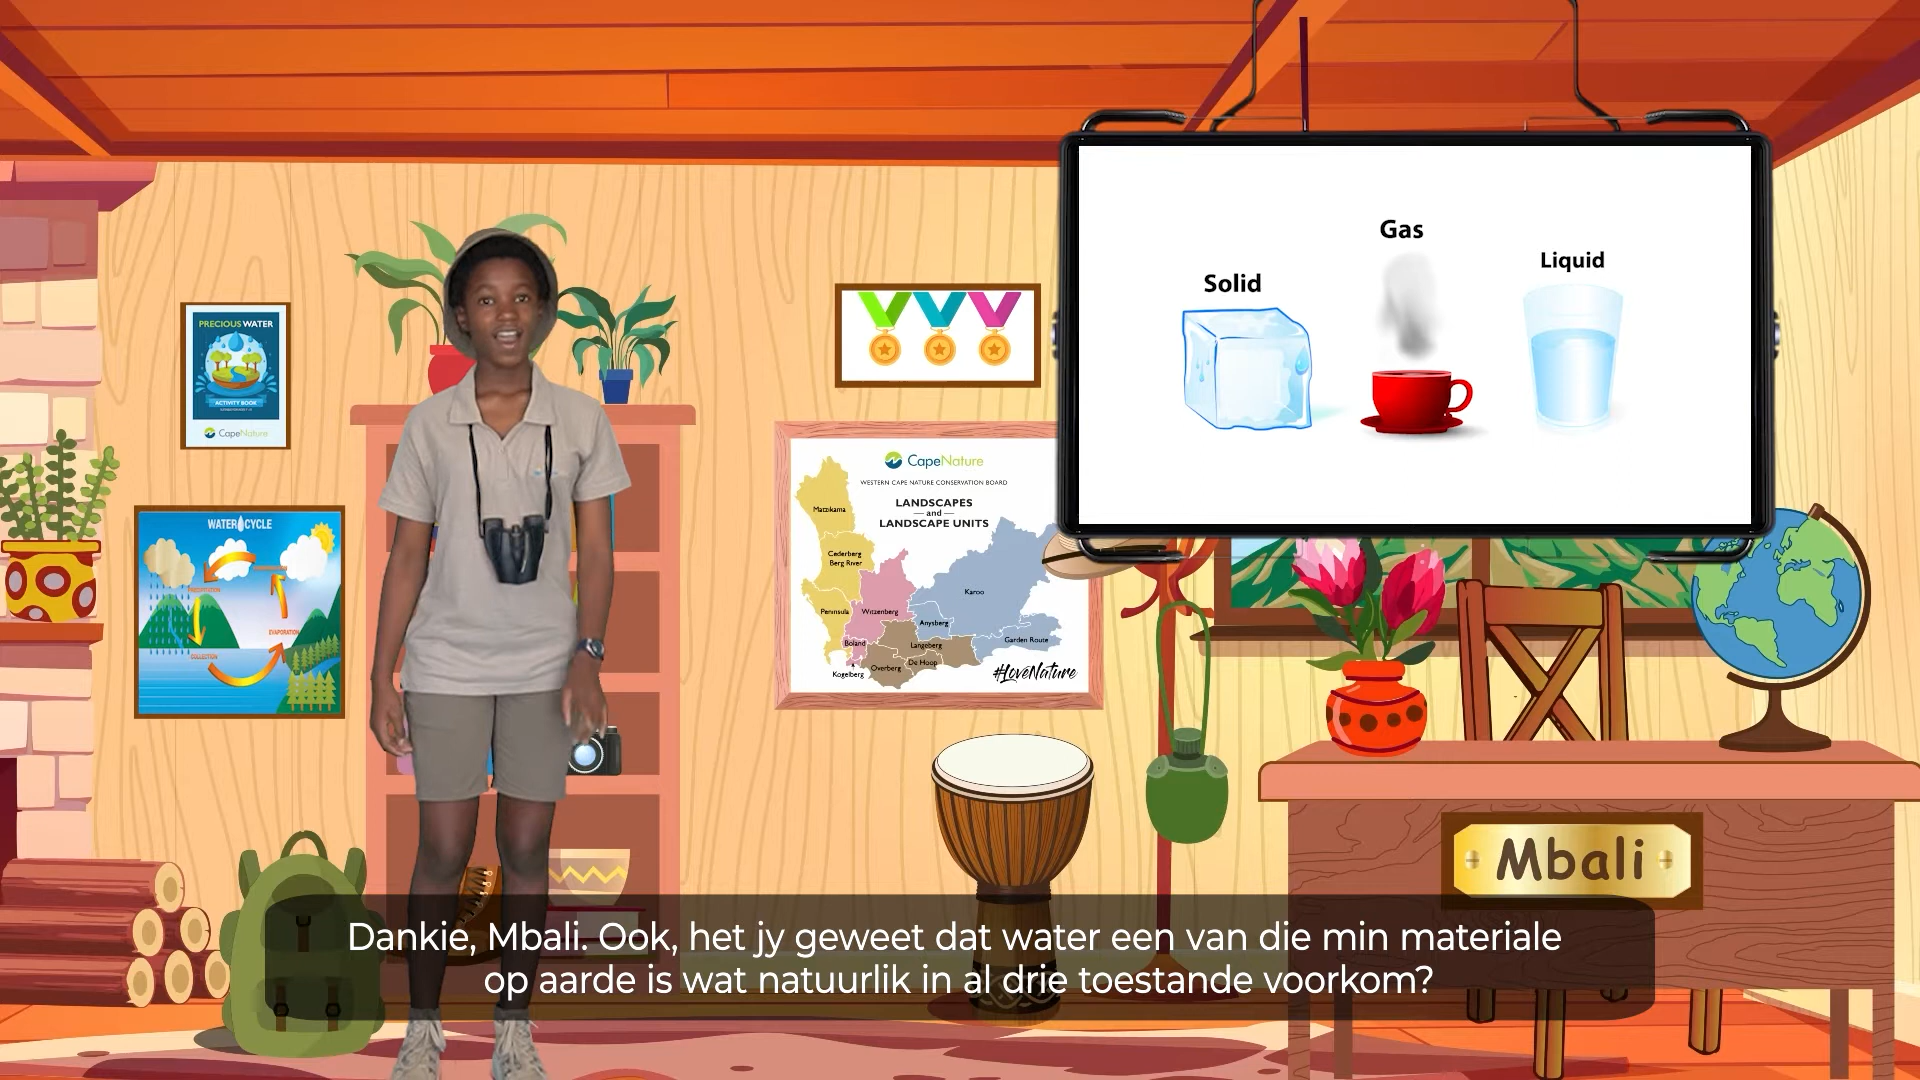 Gas
Liquid
Solid
PRECIOUS WATER
ACTIVITY BOOK
CapeNature
WATER CYCLE
PRECIPITATION
EVAPORATION
COLLECTION
CapeNature
WESTERN CAPE NATURE CONSERVATION BOARD
LANDSCAPES
and
LANDSCAPE UNITS
Matzikama
Cederberg
Berg River
Karoo
Peninsula
Witzenberg
Anysberg
Garden Route
Boland
Langeberg
De Hoop
Overberg
Kogelberg
#LoveNature
Mbali
Dankie, Mbali. Ook, het jy geweet dat water een van die min materiale
op aarde is wat natuurlik in al drie toestande voorkom?